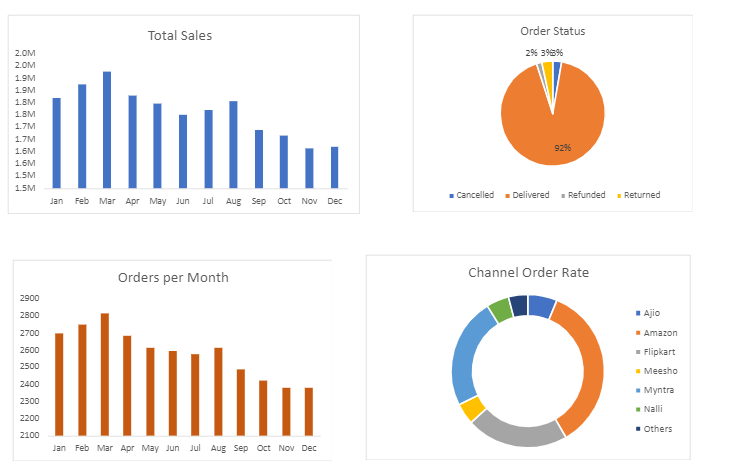 Total Sales
2.0M
2.0M
1.9M
1.9M
1.8M
1.8M
1.7M
1.7M
1.6M
1.6M
1.5M
1.5M
Jan Feb Mar Apr May Jun Jul Aug Sep Oct Nov Dec
Order Status
2% 3% 3%
92%
Cancelled Delivered Refunded Returned
Orders per Month
2900
2800
2700
2600
2500
2400
2300
2200
2100
Jan Feb Mar Apr May Jun Jul Aug Sep Oct Nov Dec
Channel Order Rate
Ajio
Amazon
Flipkart
Meesho
Myntra
Nalli
Others